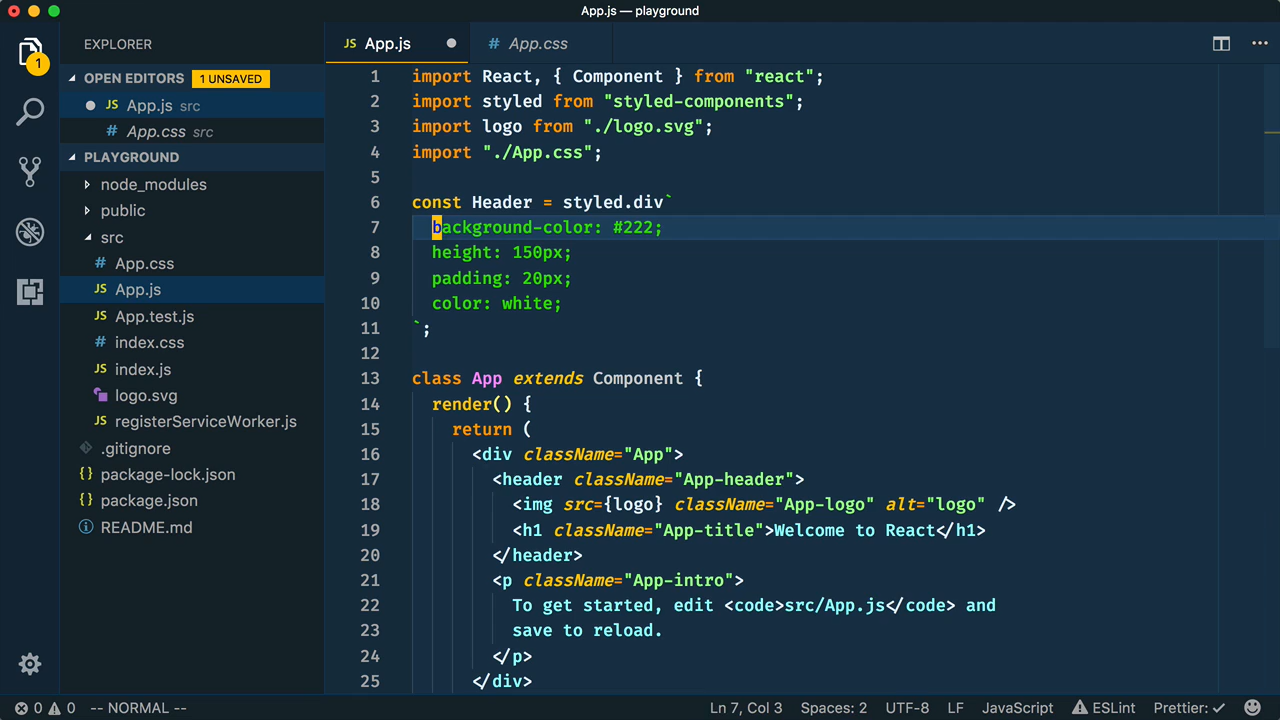 App.js — playground
EXPLORER
OPEN EDITORS 1 UNSAVED
JS App.js src
# App.css src
PLAYGROUND
node_modules
public
src
# App.css
JS App.js
JS App.test.js
# index.css
JS index.js
logo.svg
JS registerServiceWorker.js
.gitignore
{} package-lock.json
{} package.json
README.md
1
JS App.js
# App.css
1 import React, { Component } from "react";
2 import styled from "styled-components";
3 import logo from "./logo.svg";
4 import "./App.css";
5
6 const Header = styled.div`
7 background-color: #222;
8 height: 150px;
9 padding: 20px;
10 color: white;
11 `;
12
13 class App extends Component {
14 render() {
15 return (
16 <div className="App">
17 <header className="App-header">
18 <img src={logo} className="App-logo" alt="logo" />
19 <h1 className="App-title">Welcome to React</h1>
20 </header>
21 <p className="App-intro">
22 To get started, edit <code>src/App.js</code> and
23 save to reload.
24 </p>
25 </div>
0 0 -- NORMAL -- Ln 7, Col 3 Spaces: 2 UTF-8 LF JavaScript ESLint Prettier: ✓